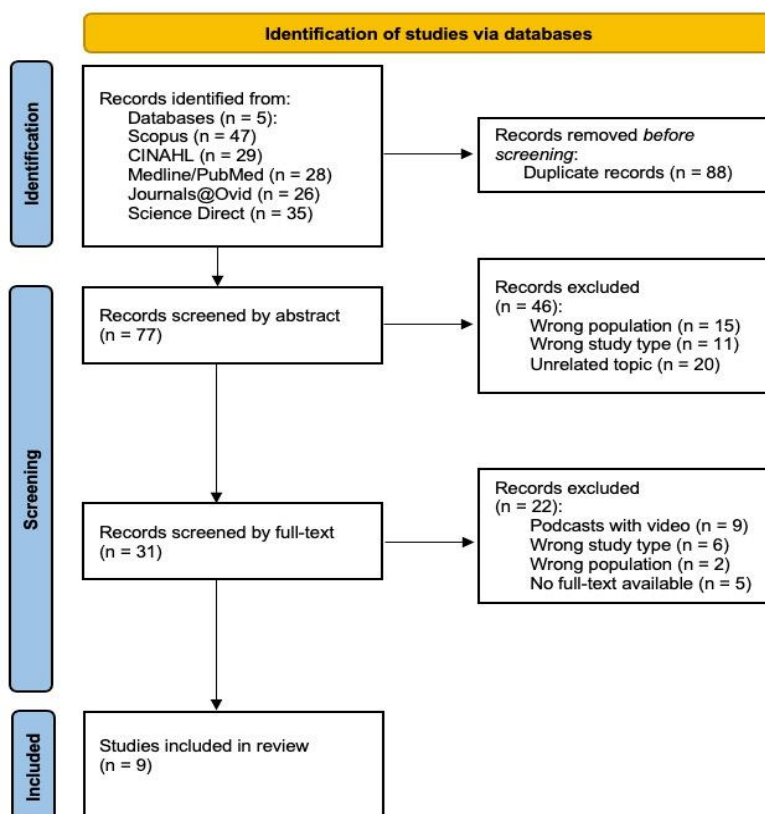 Identification of studies via databases
Identification
Records identified from:
Databases (n = 5):
Scopus (n = 47)
CINAHL (n = 29)
Medline/PubMed (n = 28)
Journals@Ovid (n = 26)
Science Direct (n = 35)
Records removed before
screening:
Duplicate records (n = 88)
Screening
Records screened by abstract
(n = 77)
Records excluded
(n = 46):
Wrong population (n = 15)
Wrong study type (n = 11)
Unrelated topic (n = 20)
Records screened by full-text
(n = 31)
Records excluded
(n = 22):
Podcasts with video (n = 9)
Wrong study type (n = 6)
Wrong population (n = 2)
No full-text available (n = 5)
Included
Studies included in review
(n = 9)